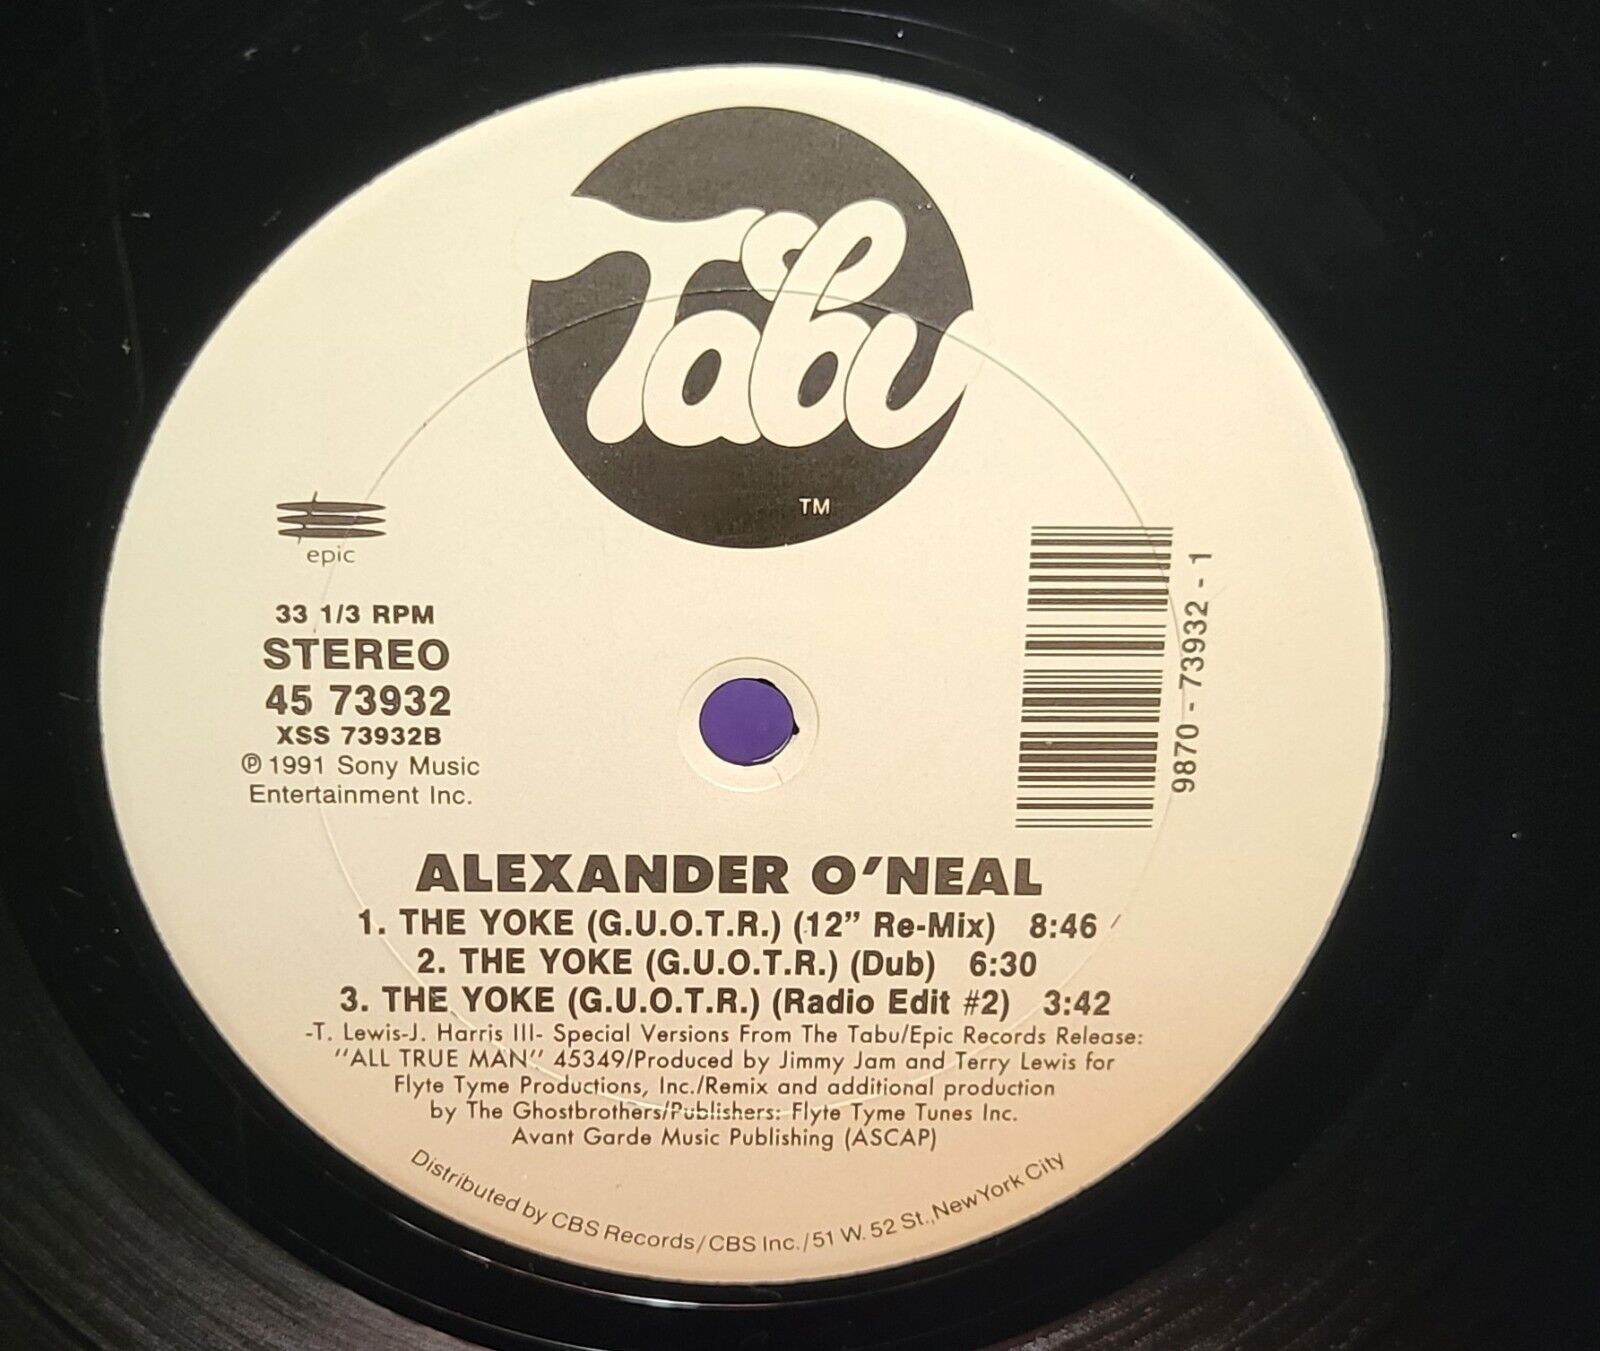 Tabu
TM
epic
33 1/3 RPM
STEREO
45 73932
XSS 73932B
℗ 1991 Sony Music
Entertainment Inc.
9870 - 73932 - 1
ALEXANDER O'NEAL
1. THE YOKE (G.U.O.T.R.) (12” Re-Mix) 8:46
2. THE YOKE (G.U.O.T.R.) (Dub) 6:30
3. THE YOKE (G.U.O.T.R.) (Radio Edit #2) 3:42
-T. Lewis-J. Harris III- Special Versions From The Tabu/Epic Records Release:
"ALL TRUE MAN" 45349/Produced by Jimmy Jam and Terry Lewis for
Flyte Tyme Productions, Inc./Remix and additional production
by The Ghostbrothers/Publishers: Flyte Tyme Tunes Inc.
Avant Garde Music Publishing (ASCAP)
Distributed by CBS Records/CBS Inc./51 W. 52 St., New York City